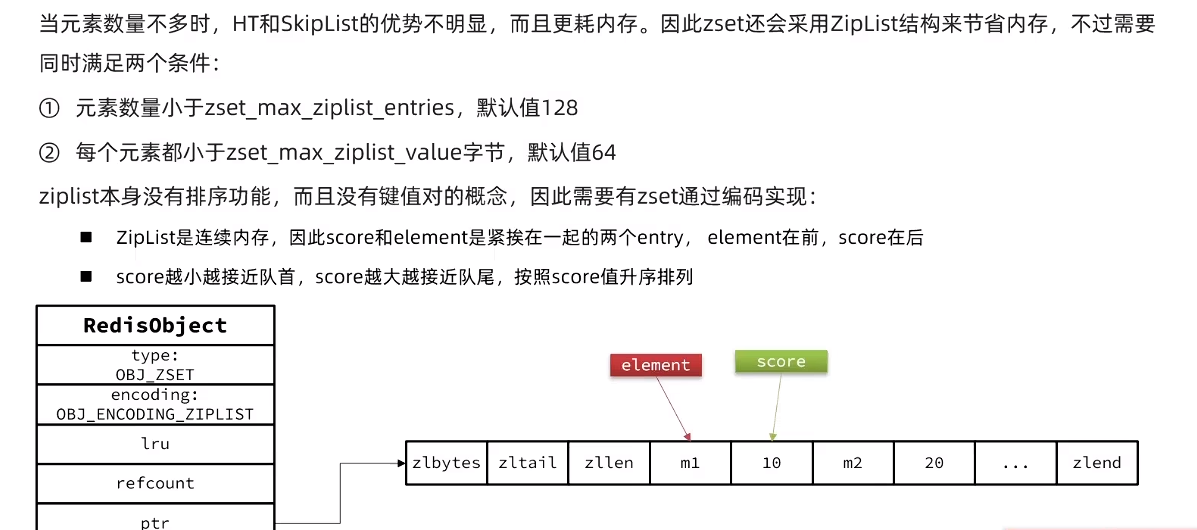 当元素数量不多时，HT和SkipList的优势不明显，而且更耗内存。因此zset还会采用ZipList结构来节省内存，不过需要
同时满足两个条件：
① 元素数量小于zset_max_ziplist_entries，默认值128
② 每个元素都小于zset_max_ziplist_value字节，默认值64
ziplist本身没有排序功能，而且没有键值对的概念，因此需要有zset通过编码实现：
■ ZipList是连续内存，因此score和element是紧挨在一起的两个entry， element在前，score在后
■ score越小越接近队首，score越大越接近队尾，按照score值升序排列
RedisObject
type:
OBJ_ZSET
encoding:
OBJ_ENCODING_ZIPLIST
lru
refcount
ptr
element
score
zlbytes zltail zllen m1 10 m2 20 ... zlend